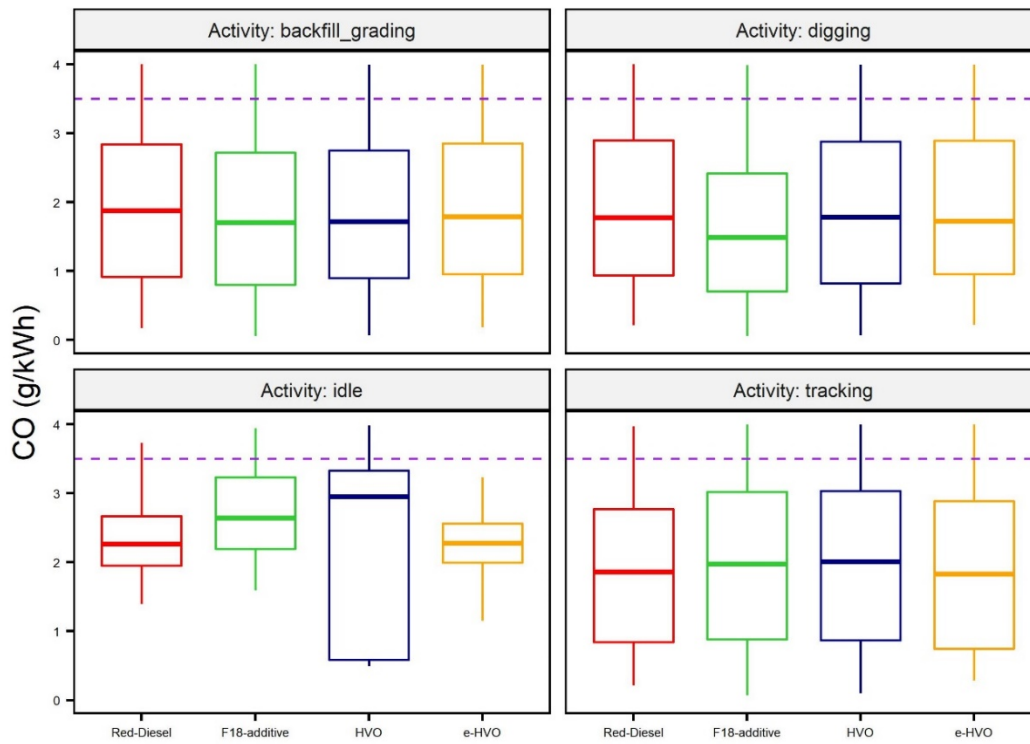 Activity: backfill_grading
Activity: digging
4
3
2
1
0
Activity: idle
Activity: tracking
4
3
2
1
0
CO (g/kWh)
Red-Diesel F18-additive HVO e-HVO
Red-Diesel F18-additive HVO e-HVO